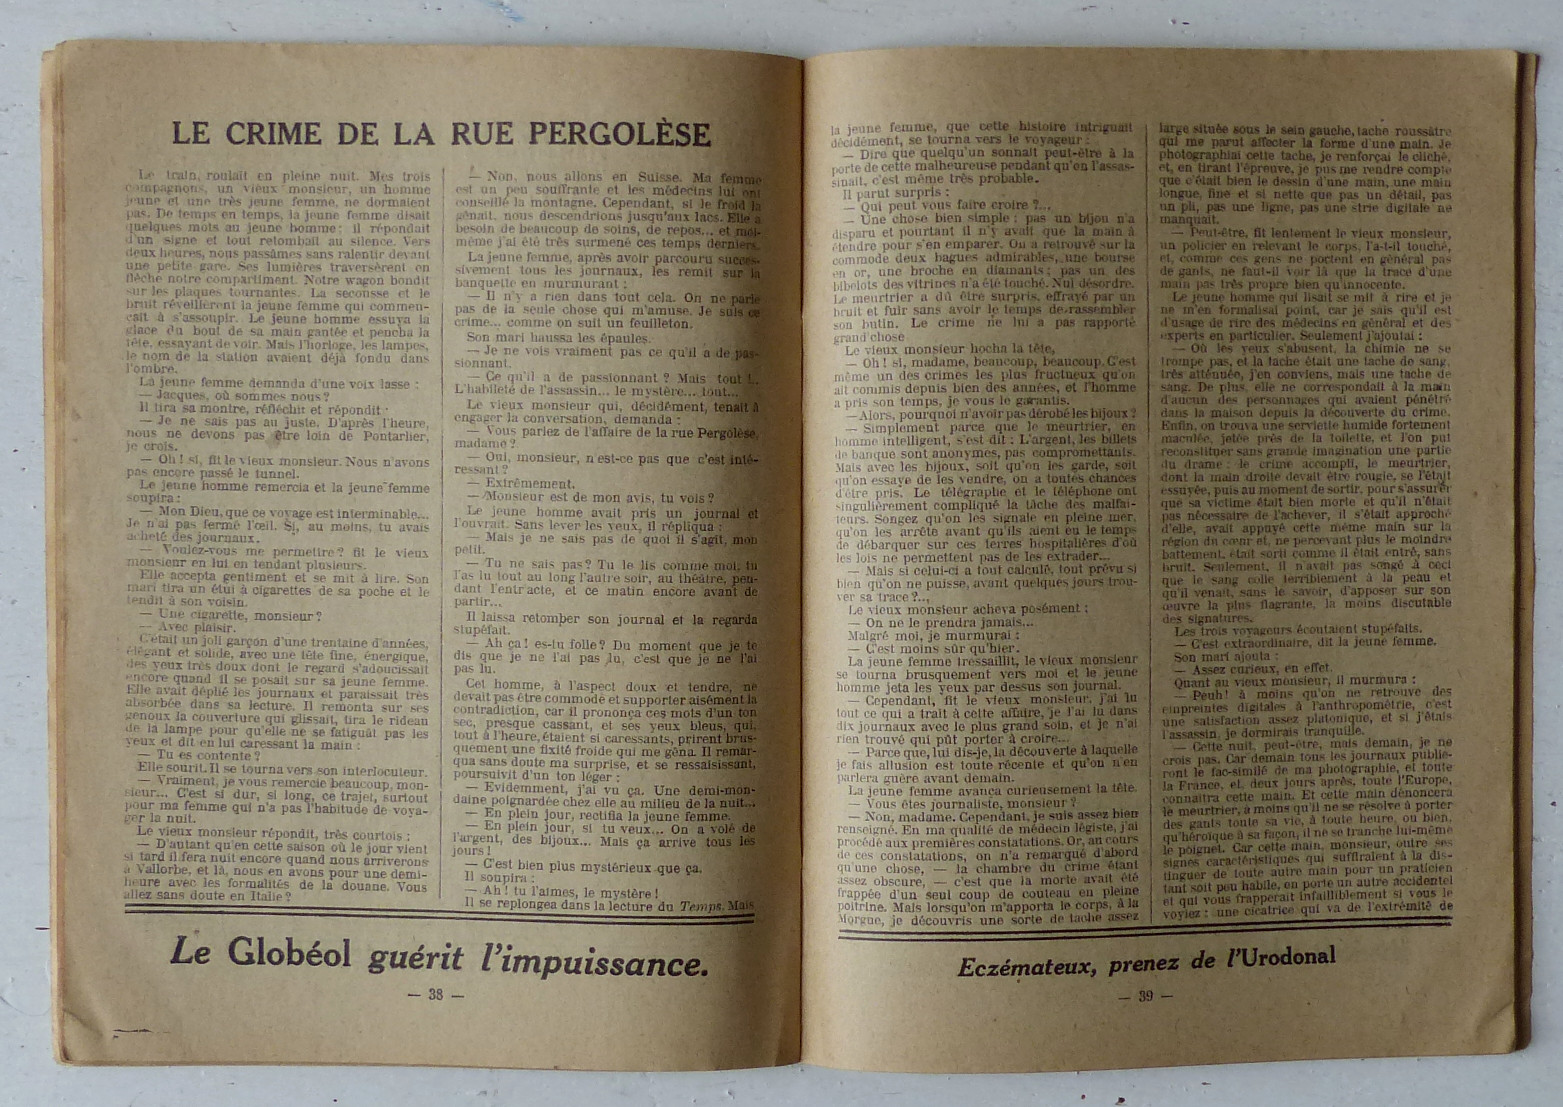 LE CRIME DE LA RUE PERGOLÈSE
Le train roulait en pleine nuit. Mes trois
compagnons, un vieux monsieur, un homme
jeune et une très jeune femme, ne dormaient
pas. De temps en temps, la jeune femme disait
quelques mots au jeune homme: il répondait
d'un signe et tout retombait au silence. Vers
deux heures, nous passâmes sans ralentir devant
une petite gare. Ses lumières traversèrent en
flèche notre compartiment. Notre wagon bondit
sur les plaques tournantes. La secousse et le
bruit réveillèrent la jeune femme qui commen-
çait à s'assoupir. Le jeune homme essuya la
glace du bout de sa main gantée et pencha la
tête, essayant de voir. Mais l'horloge, les lampes,
le nom de la station avaient déjà fondu dans
l'ombre.
La jeune femme demanda d'une voix lasse :
— Jacques, où sommes nous?
Il tira sa montre, réfléchit et répondit :
— Je ne sais pas au juste. D'après l'heure,
nous ne devons pas être loin de Pontarlier,
je crois.
— Oh! si, fit le vieux monsieur. Nous n'avons
pas encore passé le tunnel.
Le jeune homme remercia et la jeune femme
soupira :
— Mon Dieu, que ce voyage est interminable...
Je n'ai pas fermé l'œil. Si, au moins, tu avais
acheté des journaux.
— Voulez-vous me permettre? fit le vieux
monsieur en lui en tendant plusieurs.
Elle accepta gentiment et se mit à lire. Son
mari tira un étui à cigarettes de sa poche et le
tendit à son voisin.
— Une cigarette, monsieur?
— Avec plaisir.
C'était un joli garçon d'une trentaine d'années,
élégant et solide, avec une tête fine, énergique,
des yeux très doux dont le regard s'adoucissait
encore quand il se posait sur sa jeune femme.
Elle avait déplié les journaux et paraissait très
absorbée dans sa lecture. Il remonta sur ses
genoux la couverture qui glissait, tira le rideau
de la lampe pour qu'elle ne se fatiguât pas les
yeux et dit en lui caressant la main :
— Tu es contente?
Elle sourit. Il se tourna vers son interlocuteur.
— Vraiment, je vous remercie beaucoup, mon-
sieur... C'est si dur, si long, ce trajet, surtout
pour ma femme qui n'a pas l'habitude de voya-
ger la nuit.
Le vieux monsieur répondit, très courtois :
— D'autant qu'en cette saison où le jour vient
si tard il fera nuit encore quand nous arriverons
à Vallorbe, et là, nous en avons pour une demi-
heure avec les formalités de la douane. Vous
allez sans doute en Italie?
— Non, nous allons en Suisse. Ma femme
est un peu souffrante et les médecins lui ont
conseillé la montagne. Cependant, si le froid la
gênait, nous descendrions jusqu'aux lacs. Elle a
besoin de beaucoup de soins, de repos... et moi-
même j'ai été très surmené ces temps derniers.
La jeune femme, après avoir parcouru succes-
sivement tous les journaux, les remit sur la
banquette en murmurant :
— Il n'y a rien dans tout cela. On ne parle
pas de la seule chose qui m'amuse. Je suis ce
crime... comme on suit un feuilleton.
Son mari haussa les épaules.
— Je ne vois vraiment pas ce qu'il a de pas-
sionnant.
— Ce qu'il a de passionnant? Mais tout !..
L'habileté de l'assassin... le mystère... tout...
Le vieux monsieur qui, décidément, tenait à
engager la conversation, demanda :
— Vous parlez de l'affaire de la rue Pergolèse,
madame?
— Oui, monsieur, n'est-ce pas que c'est inté-
ressant?
— Extrêmement.
— Monsieur est de mon avis, tu vois?
Le jeune homme avait pris un journal et
l'ouvrait. Sans lever les yeux, il répliqua :
— Mais je ne sais pas de quoi il s'agit, mon
petit.
— Tu ne sais pas? Tu le lis comme moi; tu
l'as lu tout au long l'autre soir, au théâtre, pen-
dant l'entr'acte, et ce matin encore avant de
partir...
Il laissa retomber son journal et la regarda
stupéfait.
— Ah ça! es-tu folle? Du moment que je te
dis que je ne l'ai pas lu, c'est que je ne l'ai
pas lu.
Cet homme, à l'aspect doux et tendre, ne
devait pas être commode et supporter aisément la
contradiction, car il prononça ces mots d'un ton
sec, presque cassant, et ses yeux bleus, qui,
tout à l'heure, étaient si caressants, prirent brus-
quement une fixité froide qui me gêna. Il remar-
qua sans doute ma surprise, et se ressaisissant,
poursuivit d'un ton léger :
— Evidemment, j'ai vu ça. Une demi-mon-
daine poignardée chez elle au milieu de la nuit...
— En plein jour, rectifia la jeune femme.
— En plein jour, si tu veux... On a volé de
l'argent, des bijoux... Mais ça arrive tous les
jours !
— C'est bien plus mystérieux que ça.
Il soupira :
— Ah! tu l'aimes, le mystère !
Il se replongea dans la lecture du Temps. Mais
Le Globéol guérit l'impuissance.
— 38 —
la jeune femme, que cette histoire intriguait
décidément, se tourna vers le voyageur :
— Dire que quelqu'un sonnait peut-être à la
porte de cette malheureuse pendant qu'on l'assas-
sinait, c'est même très probable.
Il parut surpris :
— Qui peut vous faire croire?...
— Une chose bien simple : pas un bijou n'a
disparu et pourtant il n'y avait que la main à
étendre pour s'en emparer. On a retrouvé sur la
commode deux bagues admirables, une bourse
en or, une broche en diamants; pas un des
bibelots des vitrines n'a été touché. Nul désordre.
Le meurtrier a dû être surpris, effrayé par un
bruit et fuir sans avoir le temps de rassembler
son butin. Le crime ne lui a pas rapporté
grand'chose.
Le vieux monsieur hocha la tête,
— Oh! si, madame, beaucoup, beaucoup. C'est
même un des crimes les plus fructueux qu'on
ait commis depuis bien des années, et l'homme
a pris son temps, je vous le garantis.
— Alors, pourquoi n'avoir pas dérobé les bijoux?
— Simplement parce que le meurtrier, en
homme intelligent, s'est dit : L'argent, les billets
de banque sont anonymes, pas compromettants.
Mais avec les bijoux, soit qu'on les garde, soit
qu'on essaye de les vendre, on a toutes chances
d'être pris. Le télégraphe et le téléphone ont
singulièrement compliqué la tâche des malfai-
teurs. Songez qu'on les signale en pleine mer,
qu'on les arrête avant qu'ils aient eu le temps
de débarquer sur ces terres hospitalières d'où
les lois ne permettent pas de les extrader...
— Mais si celui-ci a tout calculé, tout prévu si
bien qu'on ne puisse, avant quelques jours trou-
ver sa trace?...
Le vieux monsieur acheva posément :
— On ne le prendra jamais...
Malgré moi, je murmurai :
— C'est moins sûr qu'hier.
La jeune femme tressaillit, le vieux monsieur
se tourna brusquement vers moi et le jeune
homme jeta les yeux par dessus son journal.
— Cependant, fit le vieux monsieur, j'ai lu
tout ce qui a trait à cette affaire, je l'ai lu dans
dix journaux avec le plus grand soin, et je n'ai
rien trouvé qui pût porter à croire...
— Parce que, lui dis-je, la découverte à laquelle
je fais allusion est toute récente et qu'on n'en
parlera guère avant demain.
La jeune femme avança curieusement la tête.
— Vous êtes journaliste, monsieur?
— Non, madame. Cependant, je suis assez bien
renseigné. En ma qualité de médecin légiste, j'ai
procédé aux premières constatations. Or, au cours
de ces constatations, on n'a remarqué d'abord
qu'une chose, — la chambre du crime étant
assez obscure, — c'est que la morte avait été
frappée d'un seul coup de couteau en pleine
poitrine. Mais lorsqu'on m'apporta le corps, à la
Morgue, je découvris une sorte de tache assez
large située sous le sein gauche, tache roussâtre
qui me parut affecter la forme d'une main. Je
photographiai cette tache, je renforçai le cliché,
et, en tirant l'épreuve, je pus me rendre compte
que c'était bien le dessin d'une main, une main
longue, fine et si nette que pas un détail, pas
un pli, pas une ligne, pas une strie digitale ne
manquait.
— Peut-être, fit lentement le vieux monsieur,
un policier en relevant le corps, l'a-t-il touché,
et, comme ces gens ne portent en général pas
de gants, ne faut-il voir là que la trace d'une
main pas très propre bien qu'innocente.
Le jeune homme qui lisait se mit à rire et je
ne m'en formalisai point, car je sais qu'il est
d'usage de rire des médecins en général et des
experts en particulier. Seulement j'ajoutai :
— Où les yeux s'abusent, la chimie ne se
trompe pas, et la tache était une tache de sang,
très atténuée, j'en conviens, mais une tache de
sang. De plus, elle ne correspondait à la main
d'aucun des personnages qui avaient pénétré
dans la maison depuis la découverte du crime.
Enfin, on trouva une serviette humide fortement
maculée, jetée près de la toilette, et l'on put
reconstituer sans grande imagination une partie
du drame : le crime accompli, le meurtrier,
dont la main droite devait être rougie, se l'était
essuyée, puis au moment de sortir, pour s'assurer
que sa victime était bien morte et qu'il n'était
pas nécessaire de l'achever, il s'était approché
d'elle, avait appuyé cette même main sur la
région du cœur et, ne percevant plus le moindre
battement, était sorti comme il était entré, sans
bruit. Seulement, il n'avait pas songé à ceci
que le sang colle terriblement à la peau et
qu'il venait, sans le savoir, d'apposer sur son
œuvre la plus flagrante, la moins discutable
des signatures.
Les trois voyageurs écoutaient stupéfaits.
— C'est extraordinaire, dit la jeune femme.
Son mari ajouta :
— Assez curieux, en effet.
Quant au vieux monsieur, il murmura :
— Peuh! à moins qu'on ne retrouve des
empreintes digitales à l'anthropométrie, c'est
une satisfaction assez platonique, et si j'étais
l'assassin, je dormirais tranquille.
— Cette nuit, peut-être, mais demain, je ne
crois pas. Car demain tous les journaux publie-
ront le fac-similé de ma photographie, et toute
la France, et, deux jours après, toute l'Europe,
connaîtra cette main. Et cette main dénoncera
le meurtrier, à moins qu'il ne se résolve à porter
des gants toute sa vie, à toute heure, ou bien,
qu'héroïque à sa façon, il ne se tranche lui-même
le poignet. Car cette main, monsieur, outre ses
signes caractéristiques qui suffiraient à la dis-
tinguer de toute autre main pour un praticien
tant soit peu habile, en porte un autre accidentel
et qui vous frapperait infailliblement si vous le
voyiez : une cicatrice qui va de l'extrémité de
Eczémateux, prenez de l'Urodonal
— 39 —